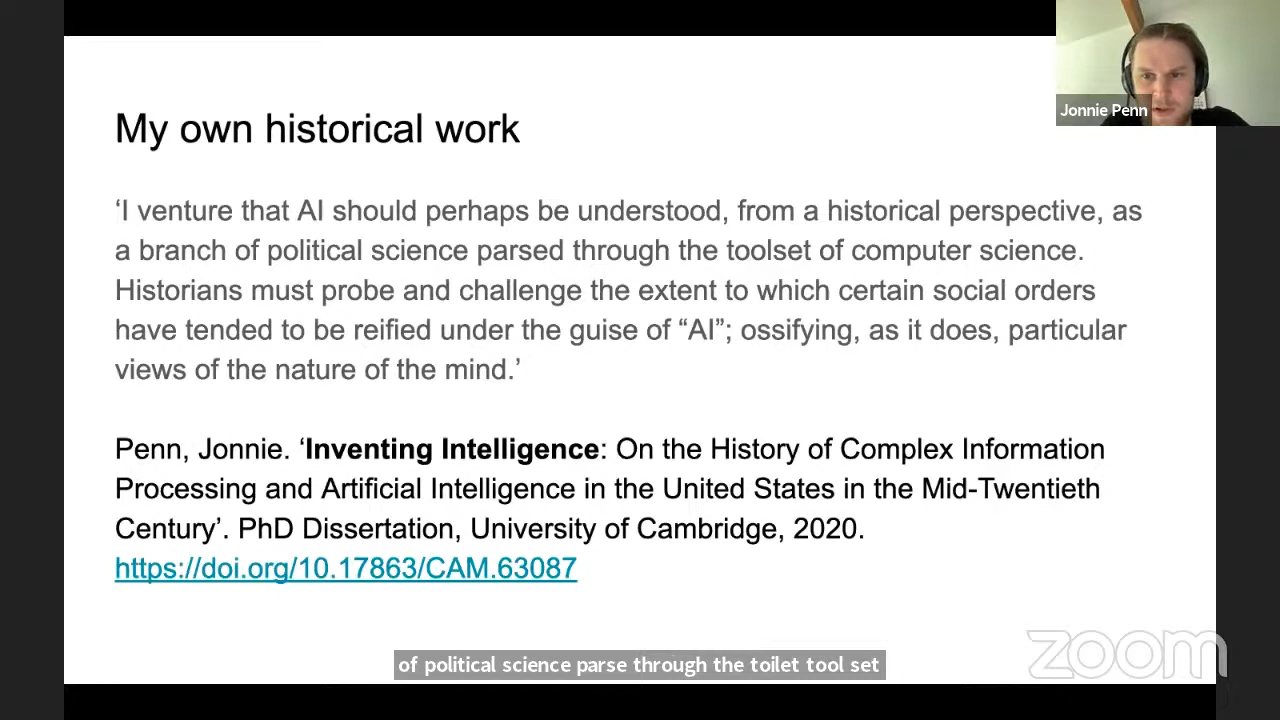 Jonnie Penn
My own historical work
‘I venture that AI should perhaps be understood, from a historical perspective, as
a branch of political science parsed through the toolset of computer science.
Historians must probe and challenge the extent to which certain social orders
have tended to be reified under the guise of “AI”; ossifying, as it does, particular
views of the nature of the mind.’
Penn, Jonnie. ‘Inventing Intelligence: On the History of Complex Information
Processing and Artificial Intelligence in the United States in the Mid-Twentieth
Century’. PhD Dissertation, University of Cambridge, 2020.
https://doi.org/10.17863/CAM.63087
of political science parse through the toilet tool set
zoom